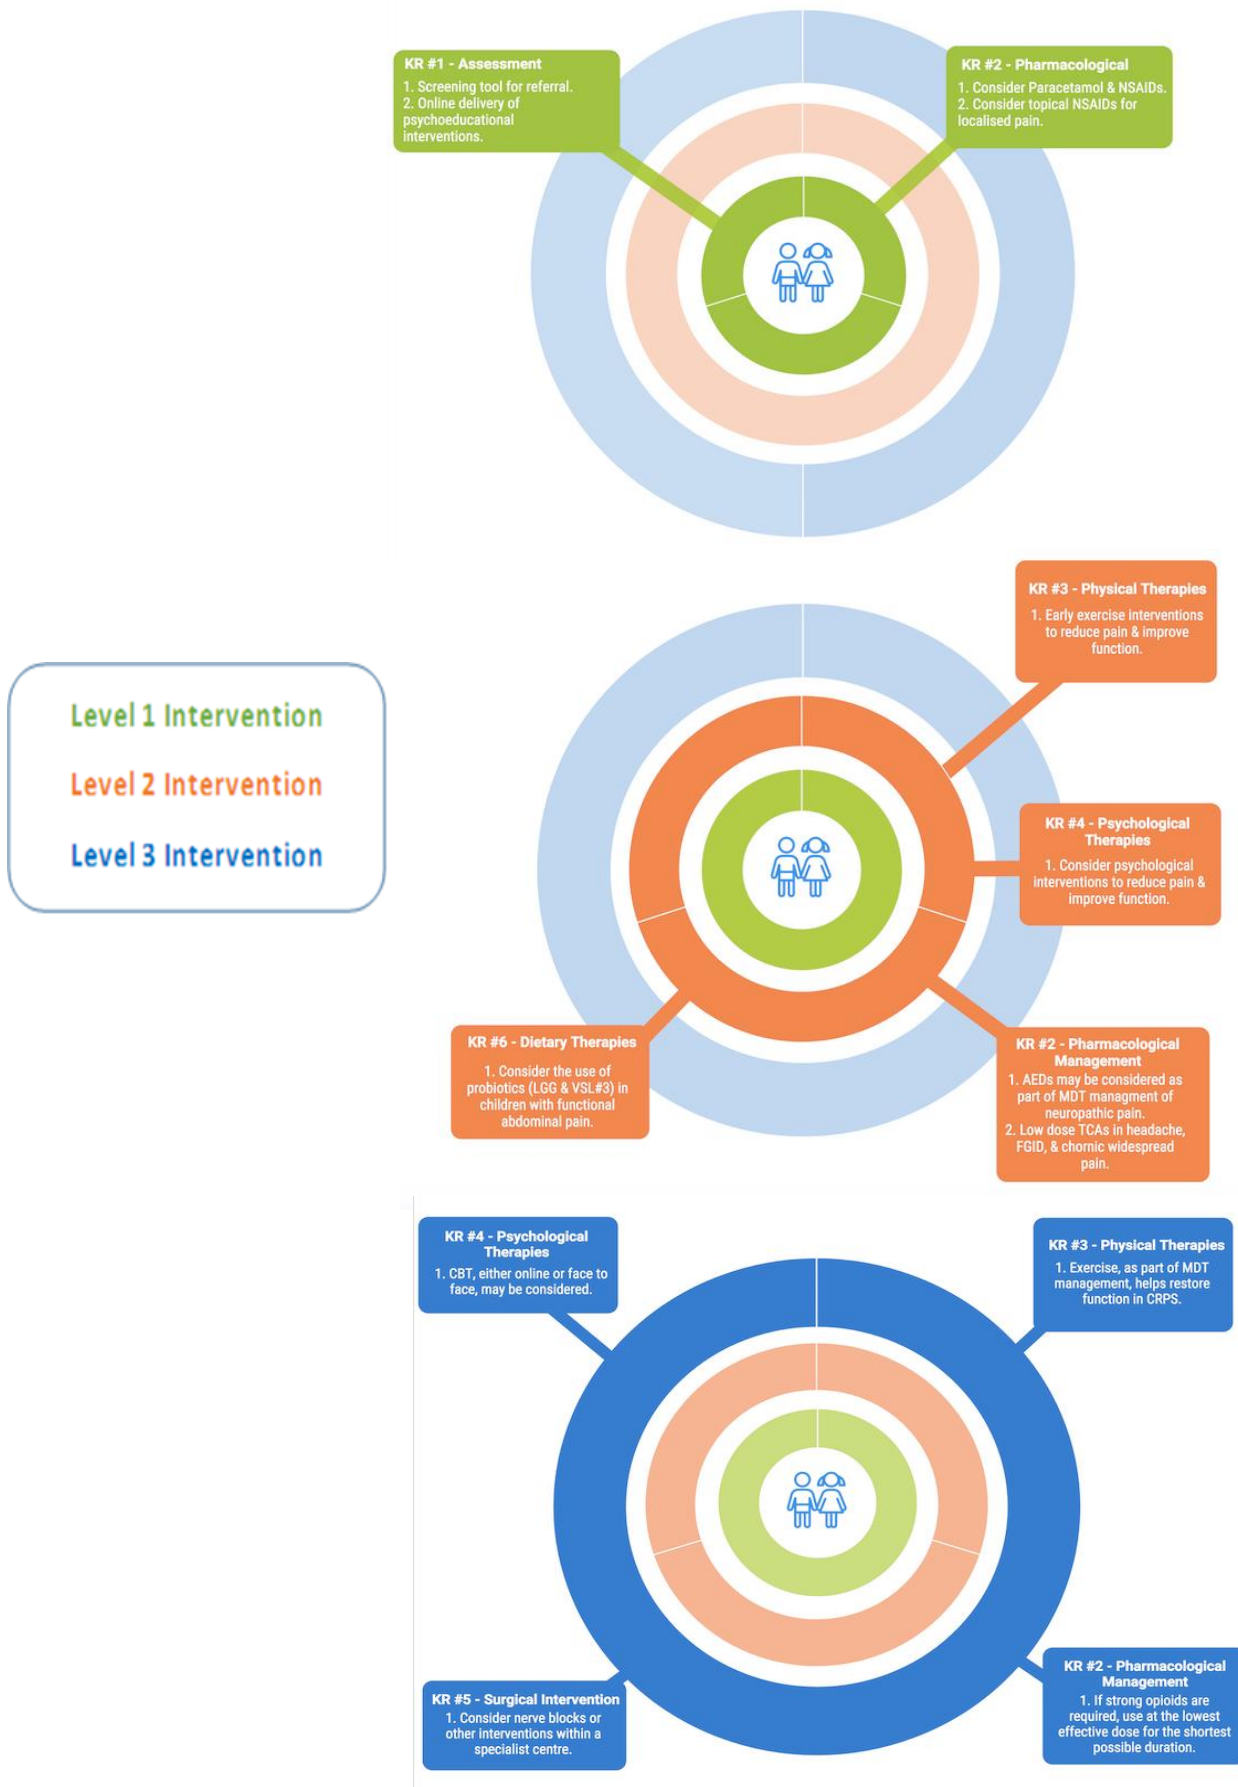 KR #1 - Assessment
1. Screening tool for referral.
2. Online delivery of
psychoeducational
interventions.
KR #2 - Pharmacological
1. Consider Paracetamol & NSAIDs.
2. Consider topical NSAIDs for
localised pain.
Level 1 Intervention
Level 2 Intervention
Level 3 Intervention
KR #3 - Physical Therapies
1. Early exercise interventions
to reduce pain & improve
function.
KR #4 - Psychological
Therapies
1. Consider psychological
interventions to reduce pain &
improve function.
KR #6 - Dietary Therapies
1. Consider the use of
probiotics (LGG & VSL#3) in
children with functional
abdominal pain.
KR #2 - Pharmacological
Management
1. AEDs may be considered as
part of MDT managment of
neuropathic pain.
2. Low dose TCAs in headache,
FGID, & chornic widespread
pain.
KR #4 - Psychological
Therapies
1. CBT, either online or face to
face, may be considered.
KR #3 - Physical Therapies
1. Exercise, as part of MDT
management, helps restore
function in CRPS.
KR #5 - Surgical Intervention
1. Consider nerve blocks or
other interventions within a
specialist centre.
KR #2 - Pharmacological
Management
1. If strong opioids are
required, use at the lowest
effective dose for the shortest
possible duration.